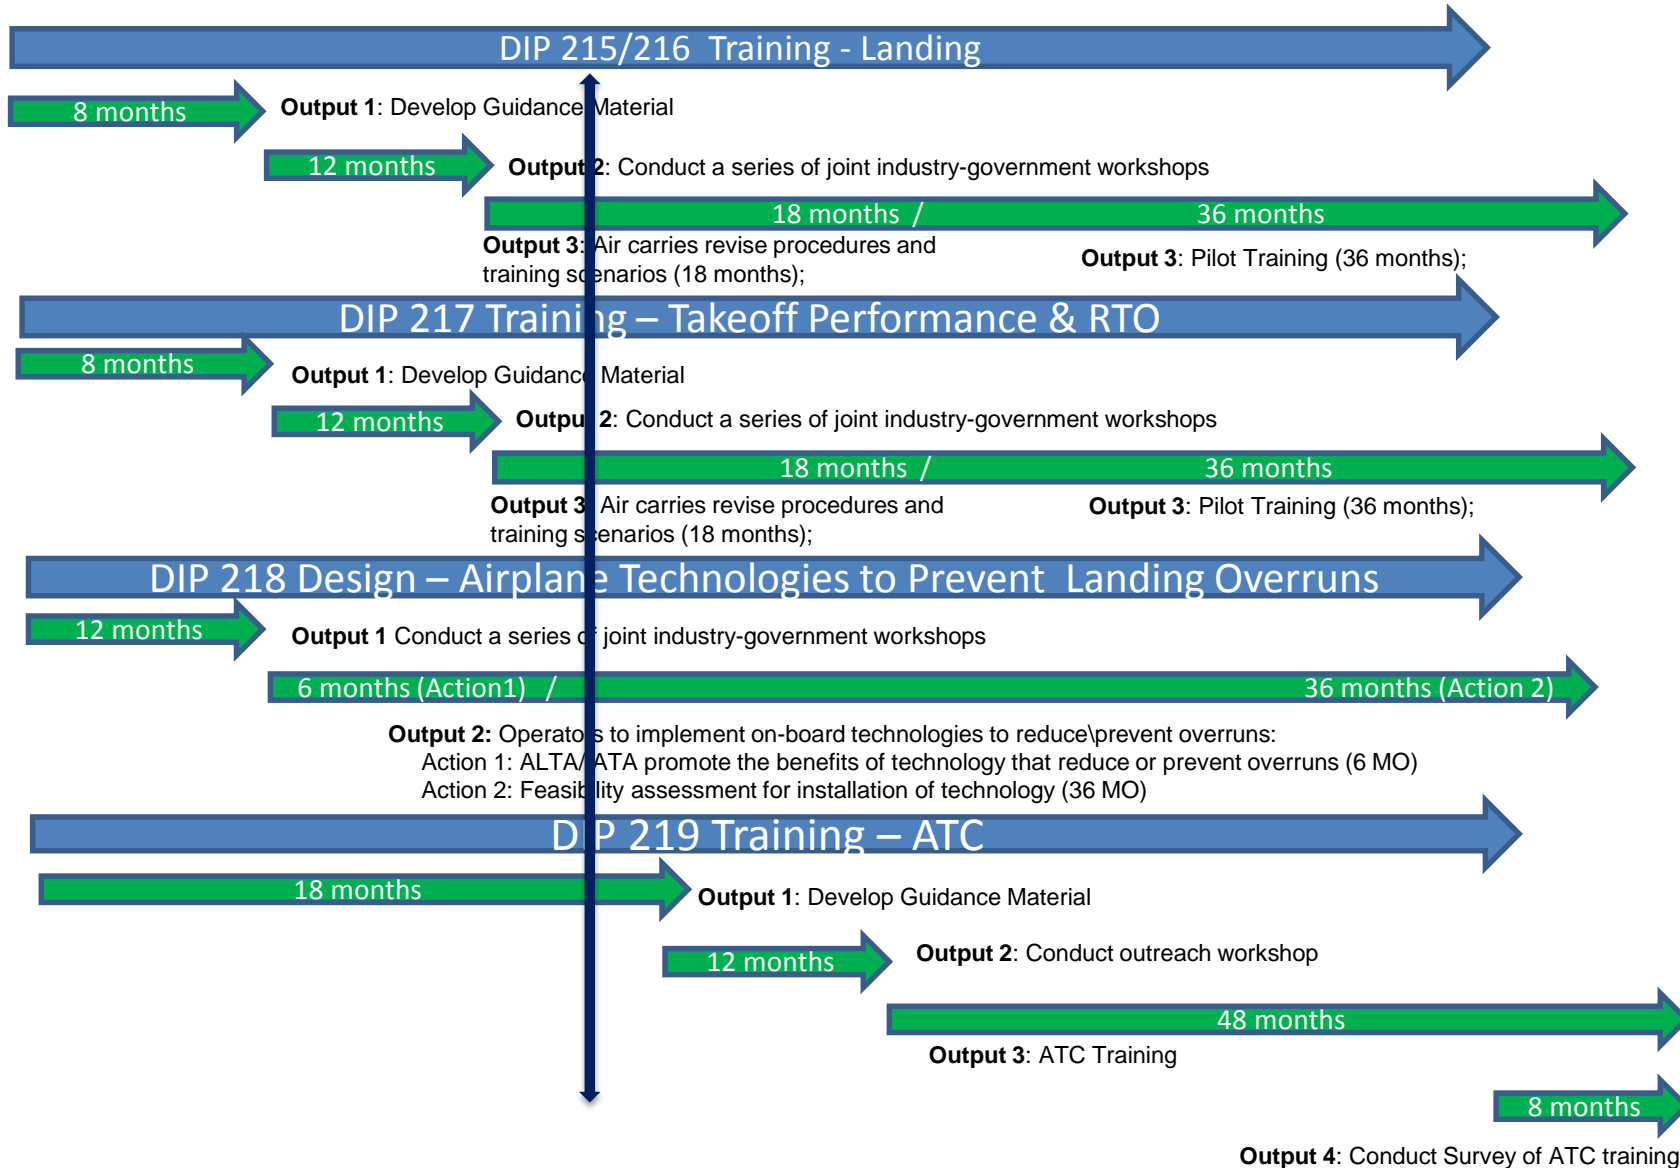 DIP 215/216 Training - Landing
8 months
Output 1: Develop Guidance Material
12 months
Output 2: Conduct a series of joint industry-government workshops
18 months / 36 months
Output 3: Air carries revise procedures and
training scenarios (18 months);
Output 3: Pilot Training (36 months);
DIP 217 Training – Takeoff Performance & RTO
8 months
Output 1: Develop Guidance Material
12 months
Output 2: Conduct a series of joint industry-government workshops
18 months / 36 months
Output 3: Air carries revise procedures and
training scenarios (18 months);
Output 3: Pilot Training (36 months);
DIP 218 Design – Airplane Technologies to Prevent Landing Overruns
12 months
Output 1 Conduct a series of joint industry-government workshops
6 months (Action1) / 36 months (Action 2)
Output 2: Operators to implement on-board technologies to reduce\prevent overruns:
Action 1: ALTA/IATA promote the benefits of technology that reduce or prevent overruns (6 MO)
Action 2: Feasibility assessment for installation of technology (36 MO)
DIP 219 Training – ATC
18 months
Output 1: Develop Guidance Material
12 months
Output 2: Conduct outreach workshop
48 months
Output 3: ATC Training
8 months
Output 4: Conduct Survey of ATC training